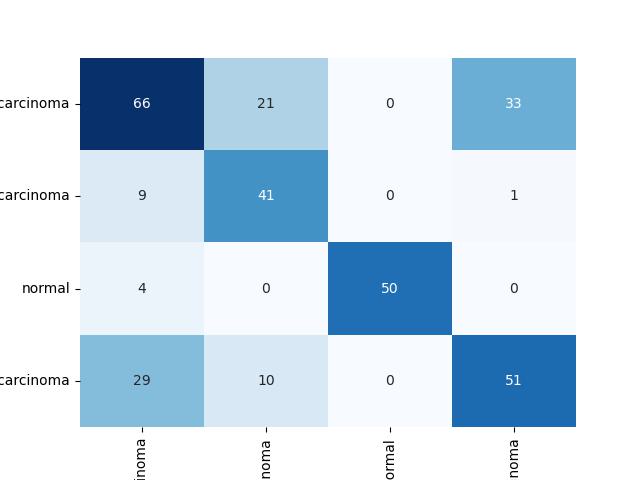 carcinoma 66 21 0 33
carcinoma 9 41 0 1
normal 4 0 50 0
carcinoma 29 10 0 51
inoma noma ormal noma